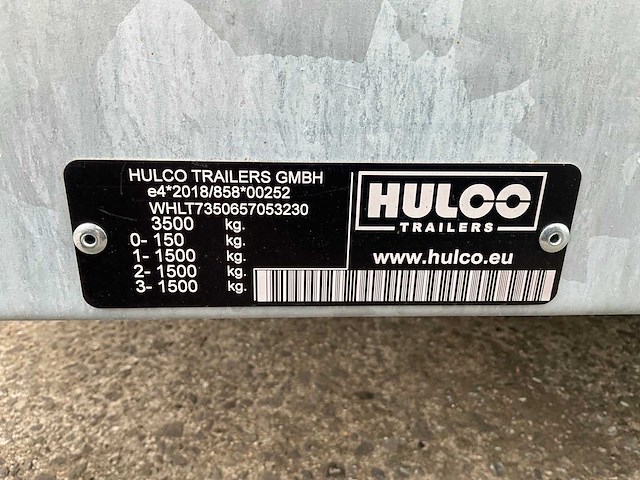 HULCO TRAILERS GMBH
e4*2018/858*00252
WHLT7350657053230
3500 kg.
0- 150 kg.
1- 1500 kg.
2- 1500 kg.
3- 1500 kg.
HULCO
TRAILERS
www.hulco.eu